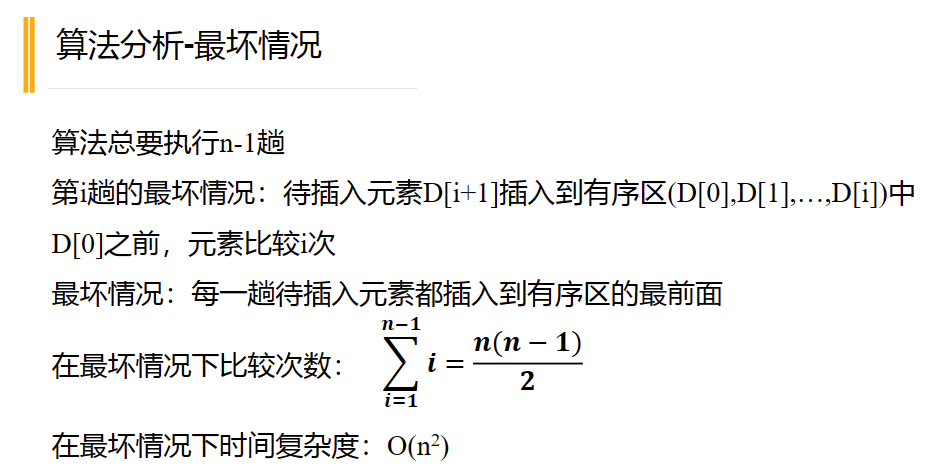 算法分析-最坏情况
算法总要执行n-1趟
第i趟的最坏情况：待插入元素D[i+1]插入到有序区(D[0],D[1],…,D[i])中
D[0]之前，元素比较i次
最坏情况：每一趟待插入元素都插入到有序区的最前面
在最坏情况下比较次数： ∑_{i=1}^{n−1} i = n(n − 1)/2
在最坏情况下时间复杂度：O(n²)